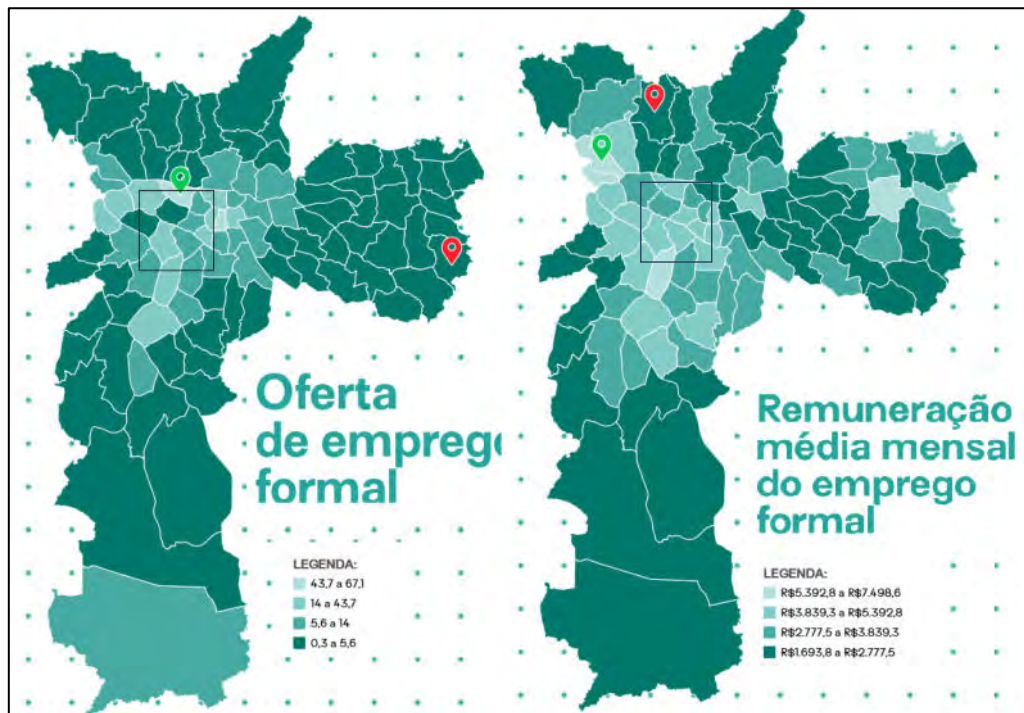 Oferta
de emprego
formal
LEGENDA:
43,7 a 67,1
14 a 43,7
5,6 a 14
0,3 a 5,6
Remuneração
média mensal
do emprego
formal
LEGENDA:
R$5.392,8 a R$7.498,6
R$3.839,3 a R$5.392,8
R$2.777,5 a R$3.839,3
R$1.693,8 a R$2.777,5